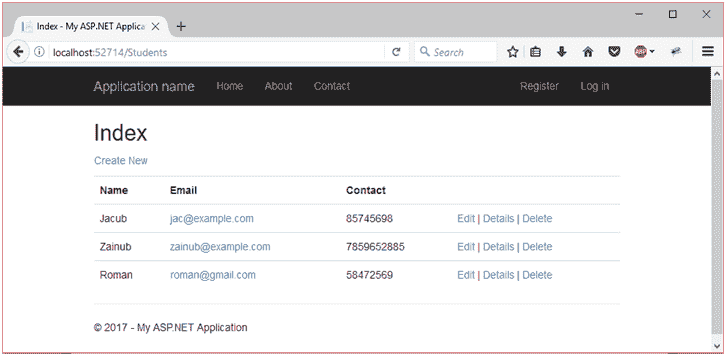 Index - My ASP.NET Applica
localhost:52714/Students
Search
ABP
Application name Home About Contact Register Log in
Index
Create New
Name Email Contact
Jacub jac@example.com 85745698 Edit | Details | Delete
Zainub zainub@example.com 7859652885 Edit | Details | Delete
Roman roman@gmail.com 58472569 Edit | Details | Delete
© 2017 - My ASP.NET Application